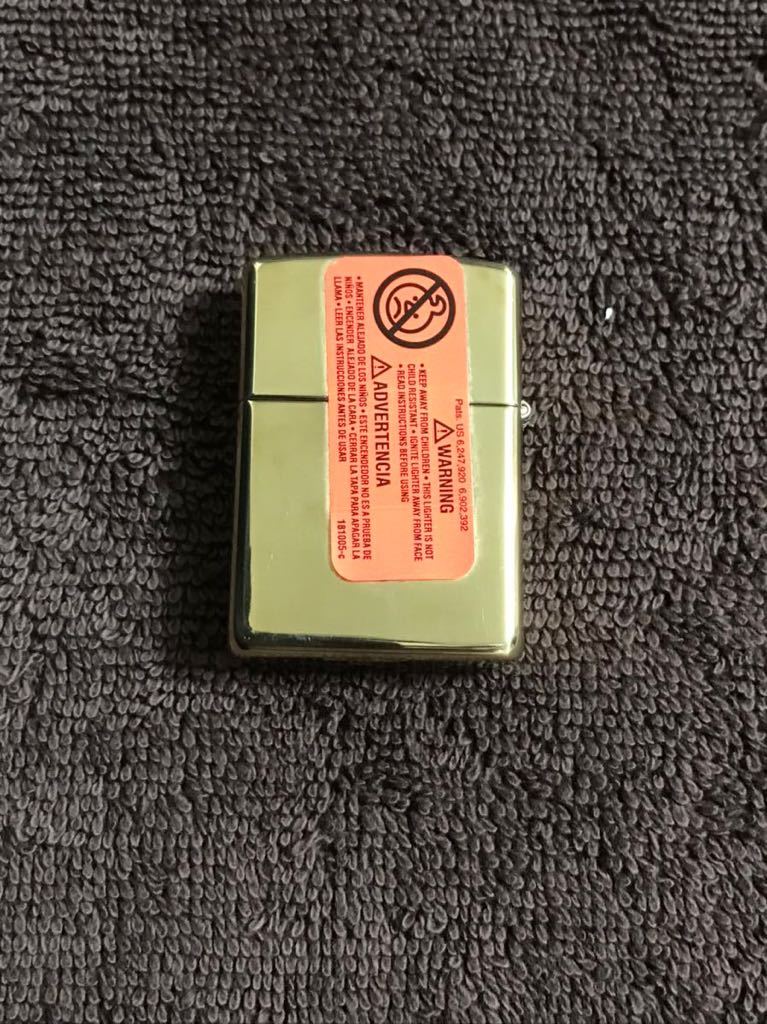 Pats. US 6,247,920 6,902,392
WARNING
• KEEP AWAY FROM CHILDREN • THIS LIGHTER IS NOT
CHILD RESISTANT • IGNITE LIGHTER AWAY FROM FACE
• READ INSTRUCTIONS BEFORE USING
ADVERTENCIA
• MANTENER ALEJADO DE LOS NIÑOS • ESTE ENCENDEDOR NO ES A PRUEBA DE
NIÑOS • ENCENDER ALEJADO DE LA CARA • CERRAR LA TAPA PARA APAGAR LA
LLAMA • LEER LAS INSTRUCCIONES ANTES DE USAR
181005-c